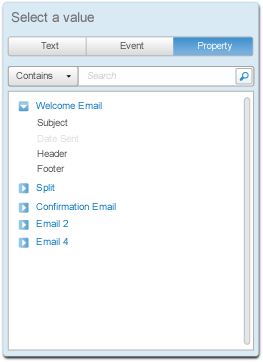 Select a value
Text Event Property
Contains Search
Welcome Email
Subject
Date Sent
Header
Footer
Split
Confirmation Email
Email 2
Email 4